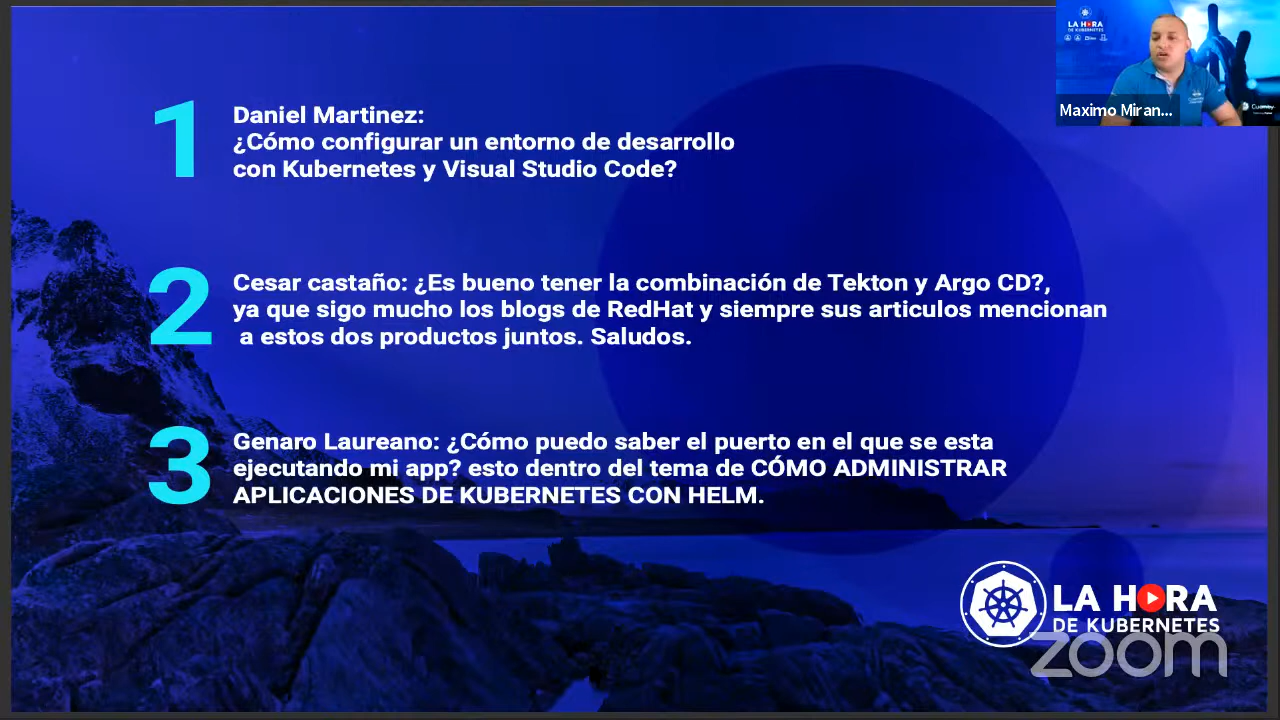 LA HORA
DE KUBERNETES
Maximo Miran...
1
Daniel Martinez:
¿Cómo configurar un entorno de desarrollo
con Kubernetes y Visual Studio Code?
2
Cesar castaño: ¿Es bueno tener la combinación de Tekton y Argo CD?,
ya que sigo mucho los blogs de RedHat y siempre sus articulos mencionan
a estos dos productos juntos. Saludos.
3
Genaro Laureano: ¿Cómo puedo saber el puerto en el que se esta
ejecutando mi app? esto dentro del tema de CÓMO ADMINISTRAR
APLICACIONES DE KUBERNETES CON HELM.
LA HORA
DE KUBERNETES
zoom